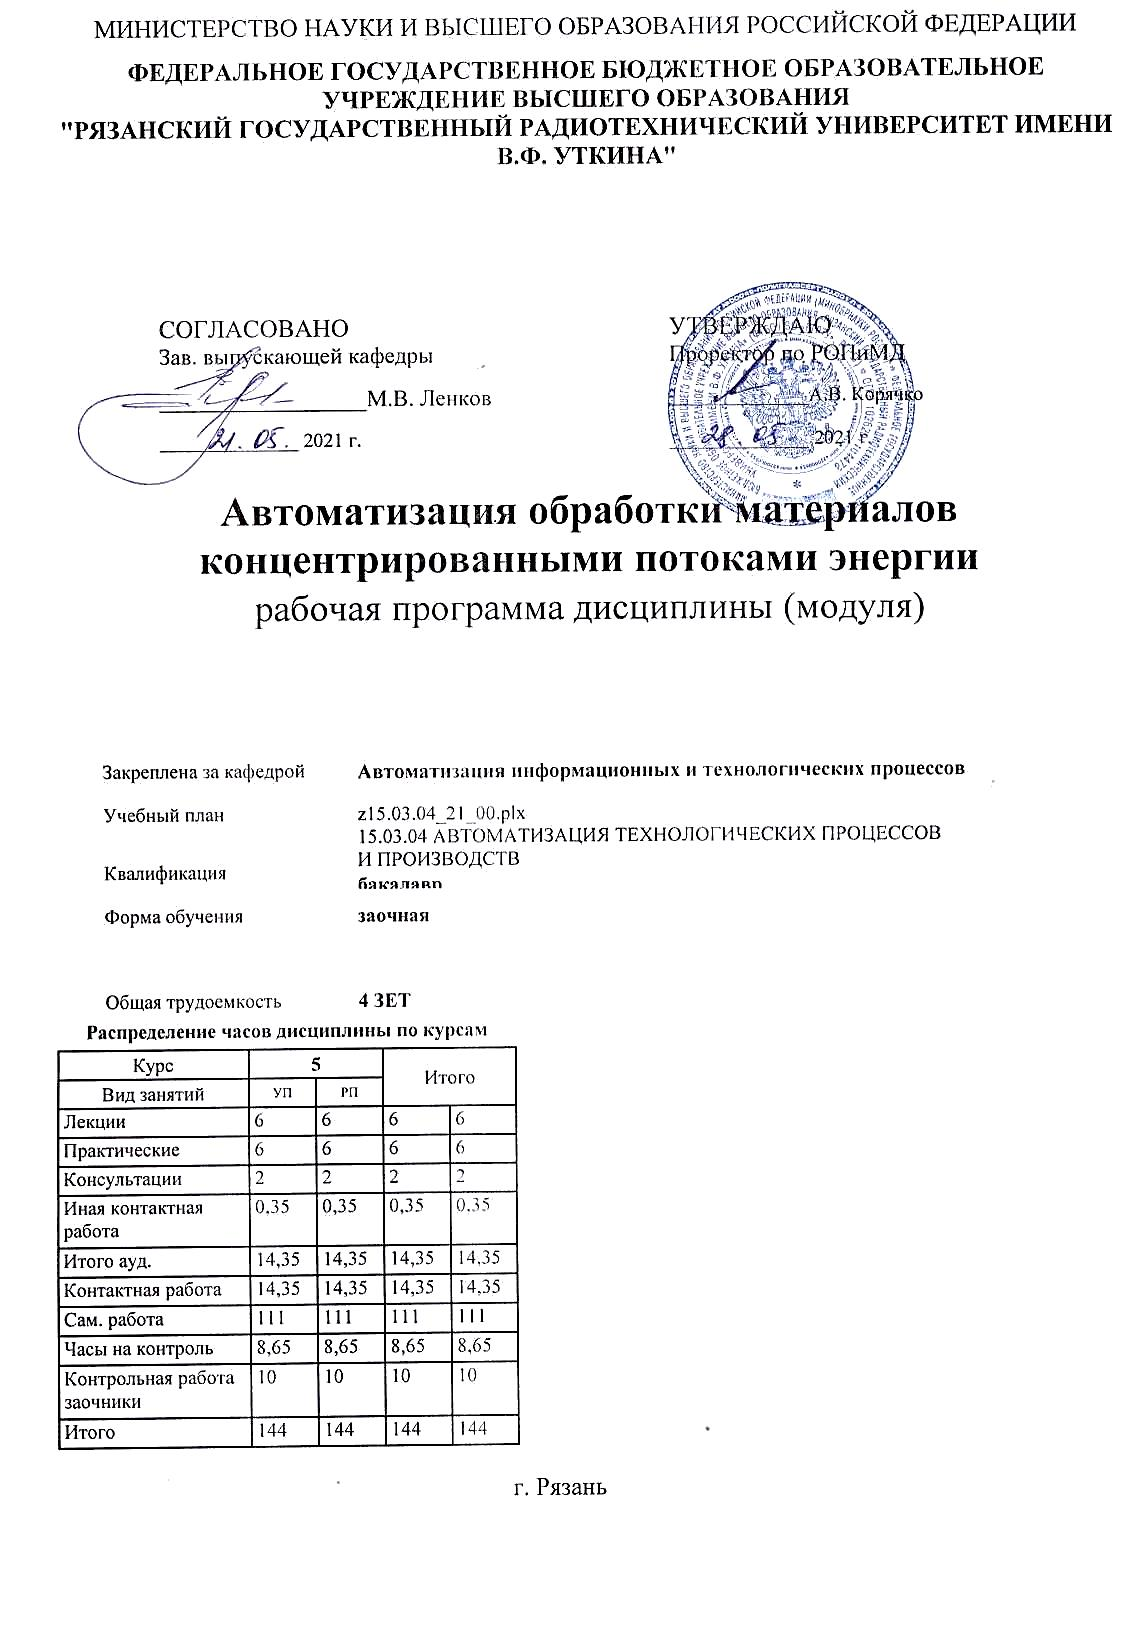 МИНИСТЕРСТВО НАУКИ И ВЫСШЕГО ОБРАЗОВАНИЯ РОССИЙСКОЙ ФЕДЕРАЦИИ
ФЕДЕРАЛЬНОЕ ГОСУДАРСТВЕННОЕ БЮДЖЕТНОЕ ОБРАЗОВАТЕЛЬНОЕ
УЧРЕЖДЕНИЕ ВЫСШЕГО ОБРАЗОВАНИЯ
"РЯЗАНСКИЙ ГОСУДАРСТВЕННЫЙ РАДИОТЕХНИЧЕСКИЙ УНИВЕРСИТЕТ ИМЕНИ
В.Ф. УТКИНА"
СОГЛАСОВАНО
Зав. выпускающей кафедры
М.В. Ленков
21. 05. 2021 г.
УТВЕРЖДАЮ
Проректор по РОПиМД
А.В. Корячко
28. 05 2021 г
Автоматизация обработки материалов
концентрированными потоками энергии
рабочая программа дисциплины (модуля)
Закреплена за кафедрой Автоматизация информационных и технологических процессов
Учебный план z15.03.04_21_00.plx
15.03.04 АВТОМАТИЗАЦИЯ ТЕХНОЛОГИЧЕСКИХ ПРОЦЕССОВ
И ПРОИЗВОДСТВ
Квалификация бакалавр
Форма обучения заочная
Общая трудоемкость 4 ЗЕТ
Распределение часов дисциплины по курсам
Курс 5 Итого
Вид занятий УП РП
Лекции 6 6 6 6
Практические 6 6 6 6
Консультации 2 2 2 2
Иная контактная 0,35 0,35 0,35 0,35
работа
Итого ауд. 14,35 14,35 14,35 14,35
Контактная работа 14,35 14,35 14,35 14,35
Сам. работа 111 111 111 111
Часы на контроль 8,65 8,65 8,65 8,65
Контрольная работа 10 10 10 10
заочники
Итого 144 144 144 144
г. Рязань